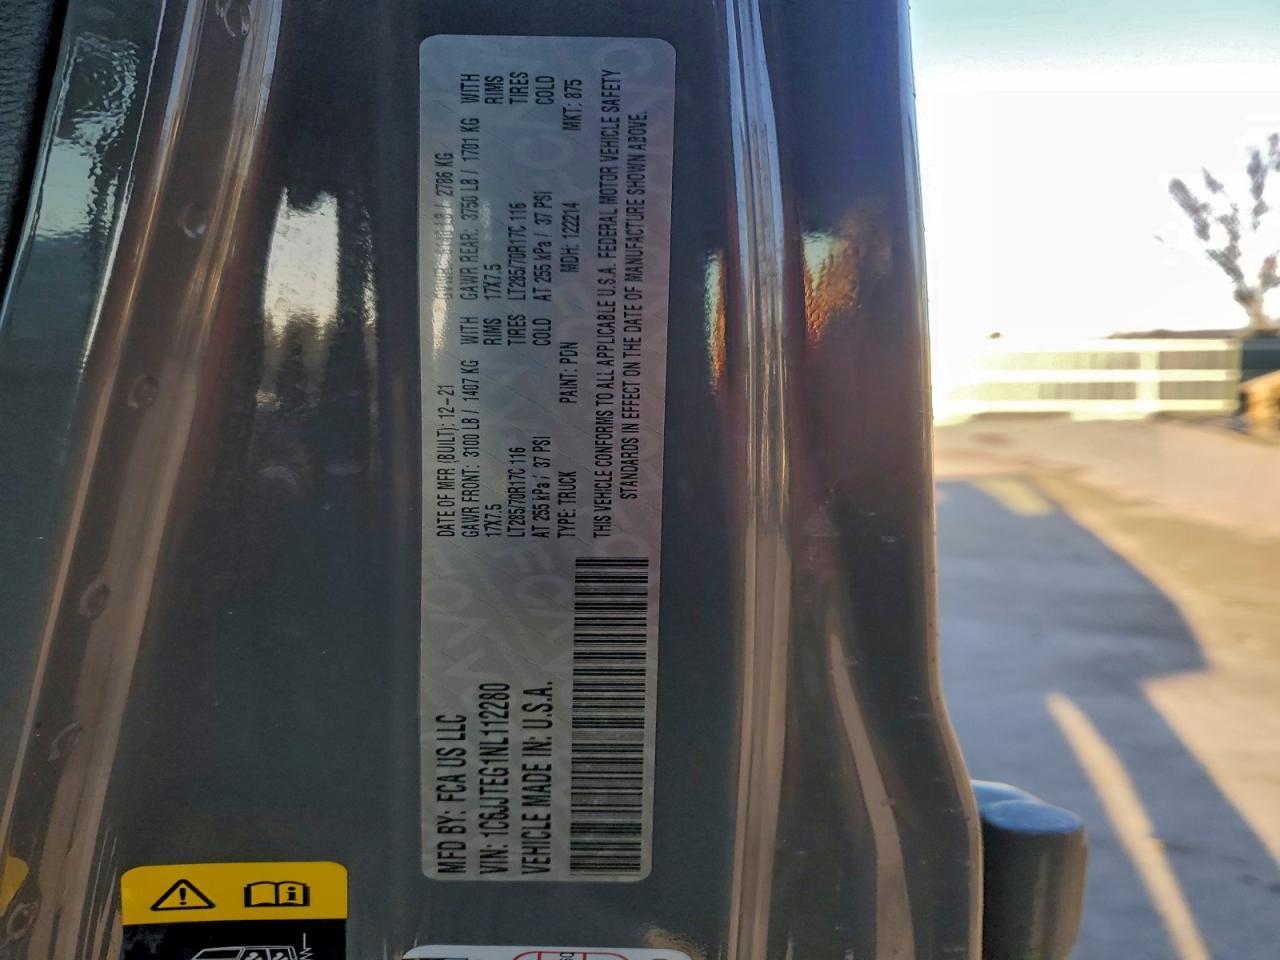 MFD BY: FCA US LLC
VIN: 1C6JJTEG1NL112280
VEHICLE MADE IN: U.S.A.
DATE OF MFR (BUILT): 12-21 2786 KG
GAWR FRONT: 3100 LB / 1407 KG WITH GAWR REAR: 3750 LB / 1701 KG WITH
17X7.5 RIMS 17X7.5 RIMS
LT285/70R17C 116 TIRES LT285/70R17C 116 TIRES
AT 255 kPa / 37 PSI COLD AT 255 kPa / 37 PSI COLD
TYPE: TRUCK PAINT: PDN MDH: 122214 MKT: 875
THIS VEHICLE CONFORMS TO ALL APPLICABLE U.S.A. FEDERAL MOTOR VEHICLE SAFETY
STANDARDS IN EFFECT ON THE DATE OF MANUFACTURE SHOWN ABOVE.